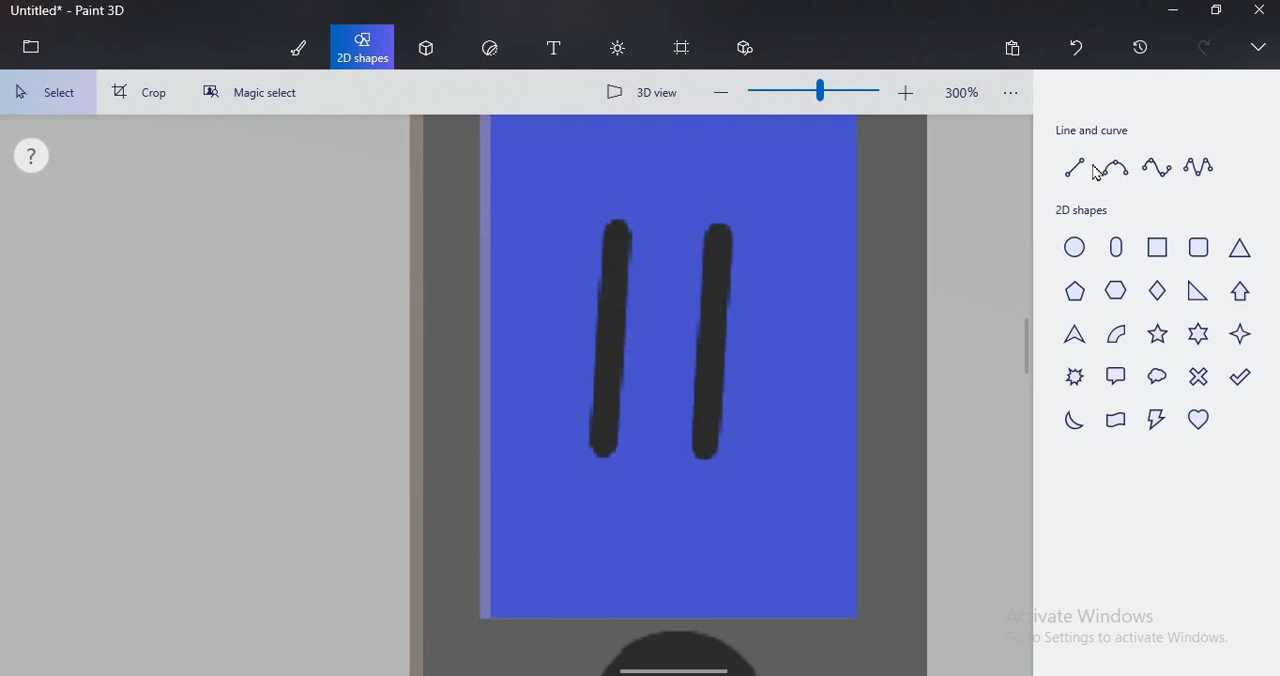 Untitled* - Paint 3D
2D shapes
Select
Crop
Magic select
3D view
300%
?
Line and curve
2D shapes
Activate Windows
to Settings to activate Windows.